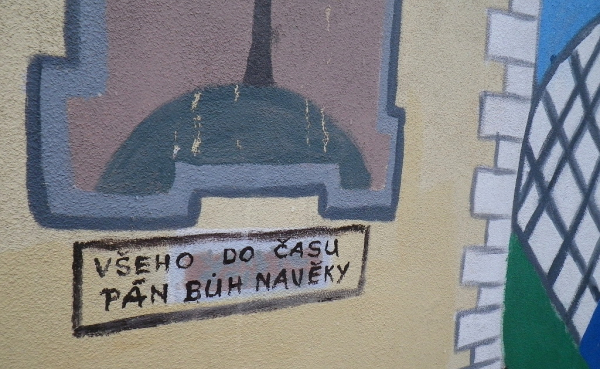 VŠEHO DO ČASU
PÁN BŮH NAVĚKY